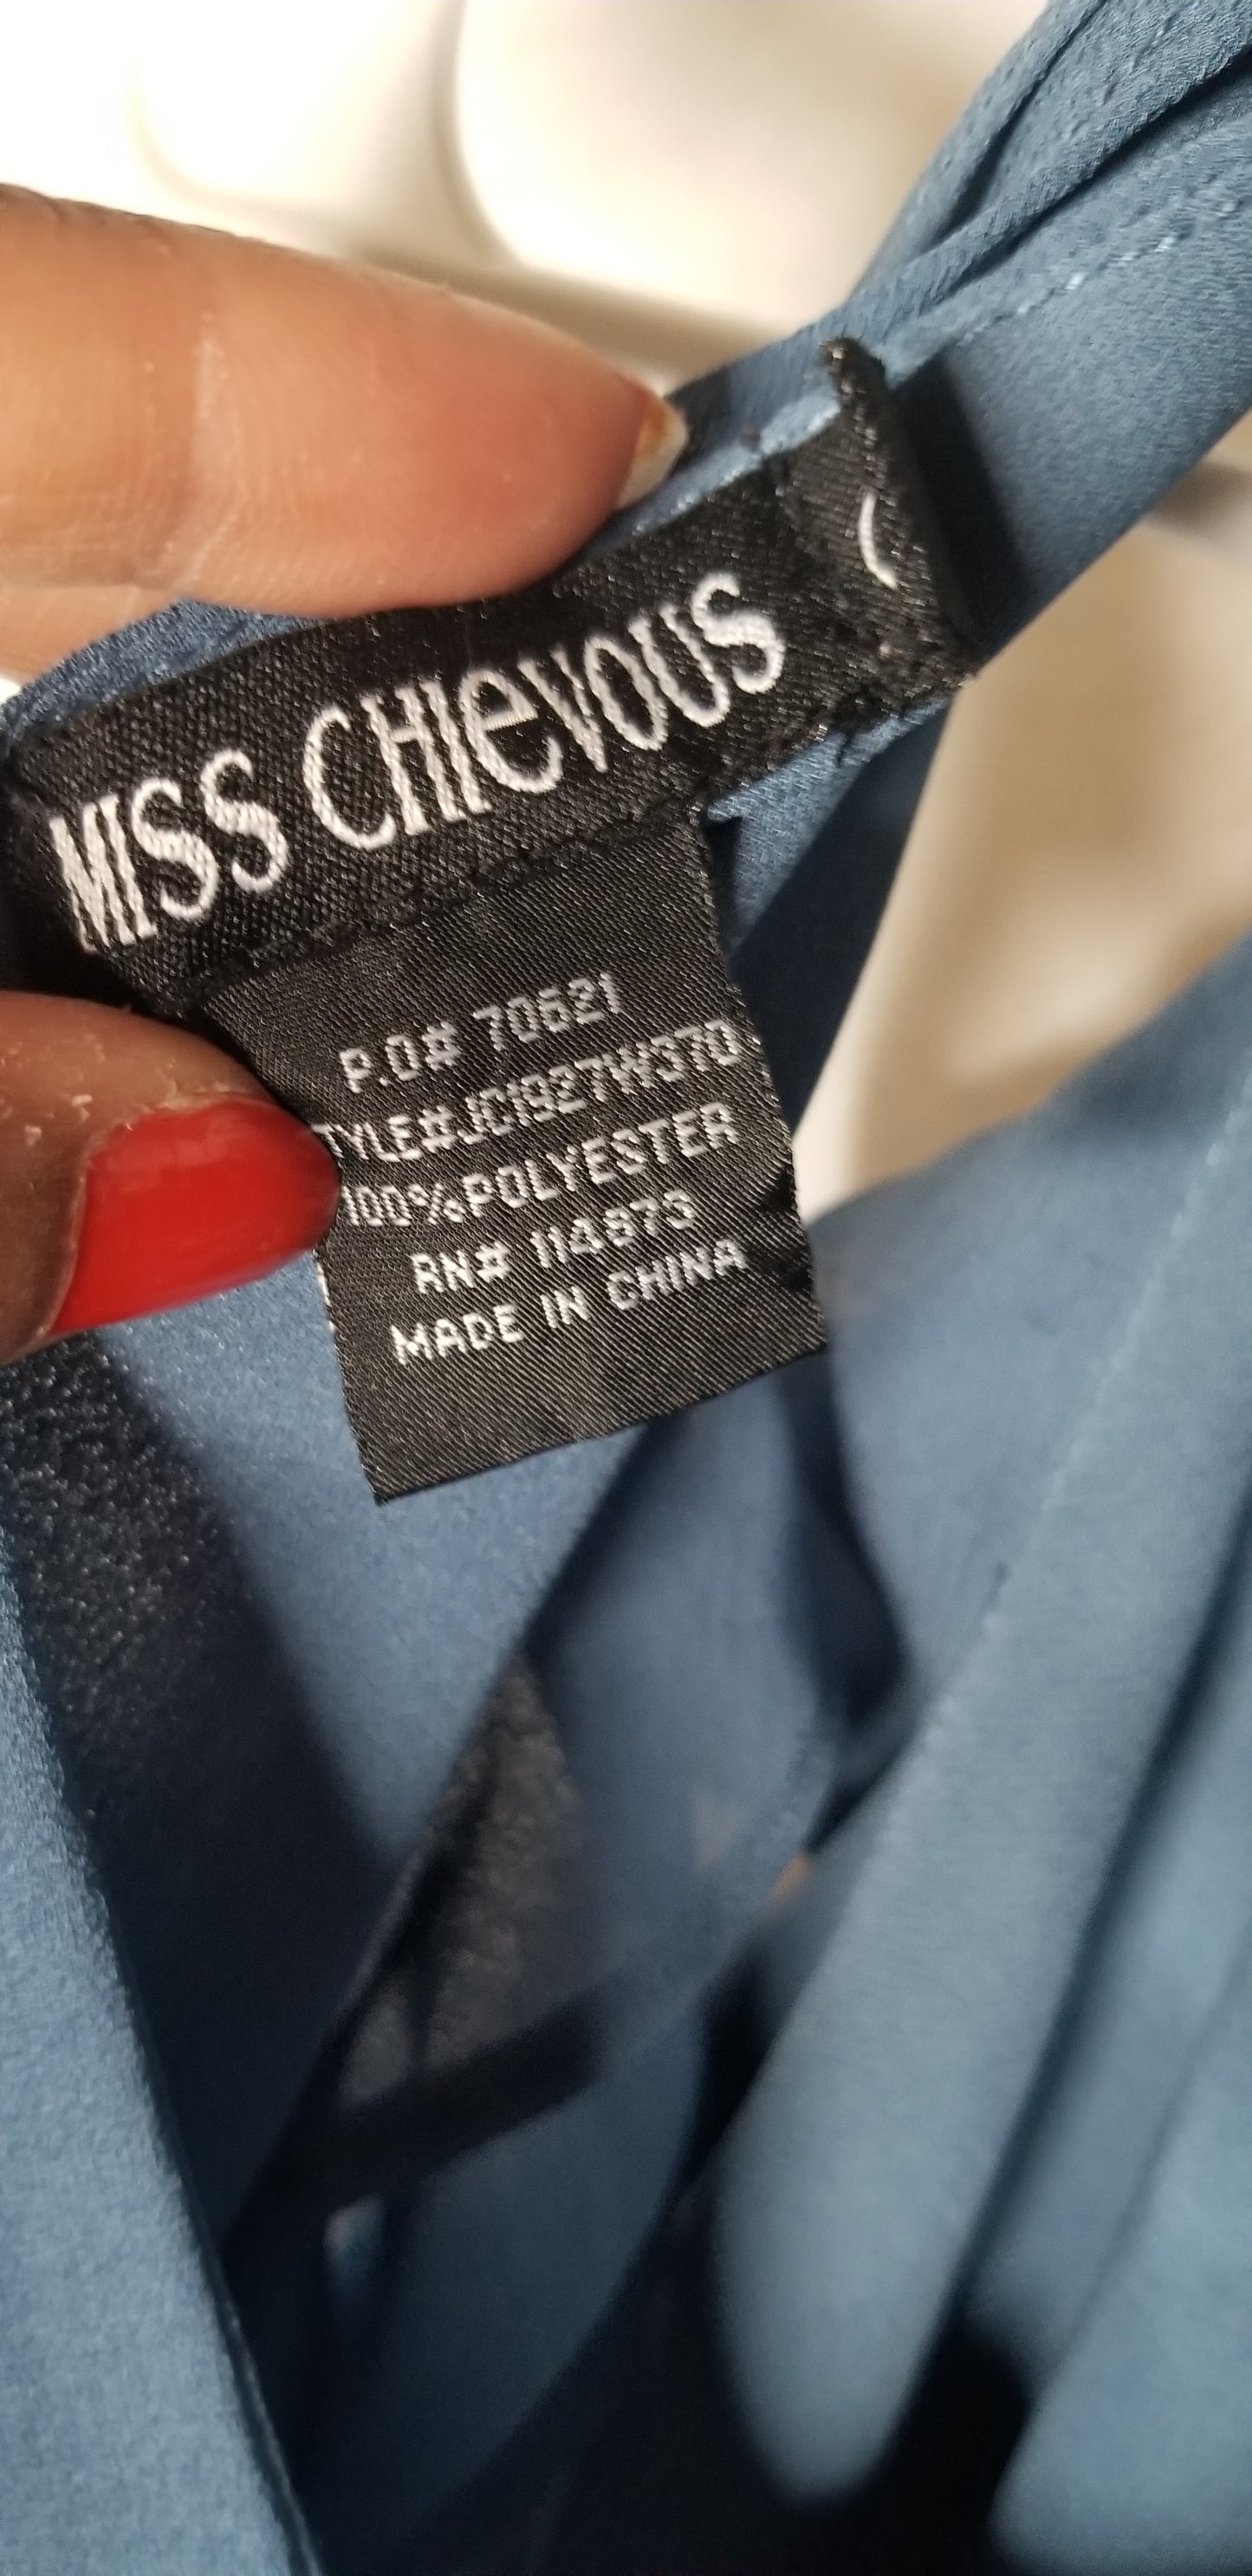 MISS CHIEVOUS
P.O# 70621
TYLE#JC1927W370
100%POLYESTER
RN# 114873
MADE IN CHINA